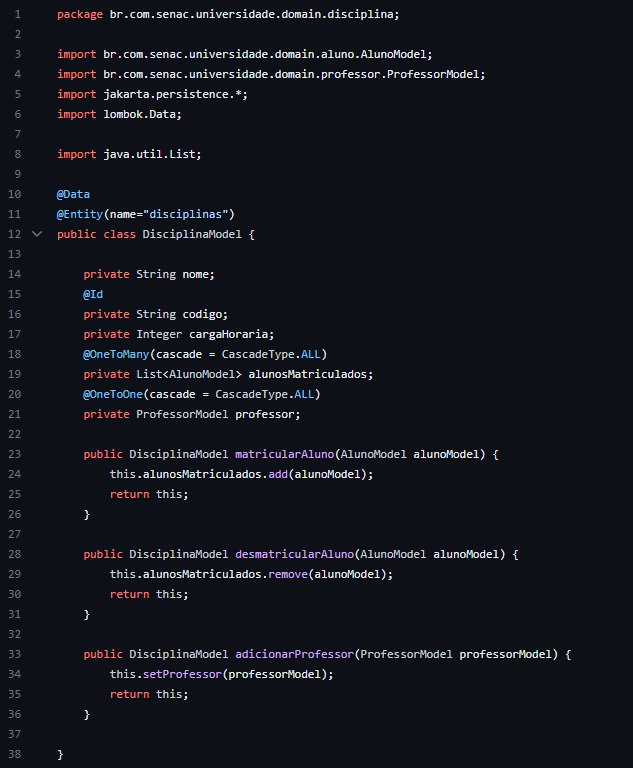 1 package br.com.senac.universidade.domain.disciplina;
2
3 import br.com.senac.universidade.domain.aluno.AlunoModel;
4 import br.com.senac.universidade.domain.professor.ProfessorModel;
5 import jakarta.persistence.*;
6 import lombok.Data;
7
8 import java.util.List;
9
10 @Data
11 @Entity(name="disciplinas")
12 public class DisciplinaModel {
13
14     private String nome;
15     @Id
16     private String codigo;
17     private Integer cargaHoraria;
18     @OneToMany(cascade = CascadeType.ALL)
19     private List<AlunoModel> alunosMatriculados;
20     @OneToOne(cascade = CascadeType.ALL)
21     private ProfessorModel professor;
22
23     public DisciplinaModel matricularAluno(AlunoModel alunoModel) {
24         this.alunosMatriculados.add(alunoModel);
25         return this;
26     }
27
28     public DisciplinaModel desmatricularAluno(AlunoModel alunoModel) {
29         this.alunosMatriculados.remove(alunoModel);
30         return this;
31     }
32
33     public DisciplinaModel adicionarProfessor(ProfessorModel professorModel) {
34         this.setProfessor(professorModel);
35         return this;
36     }
37
38 }